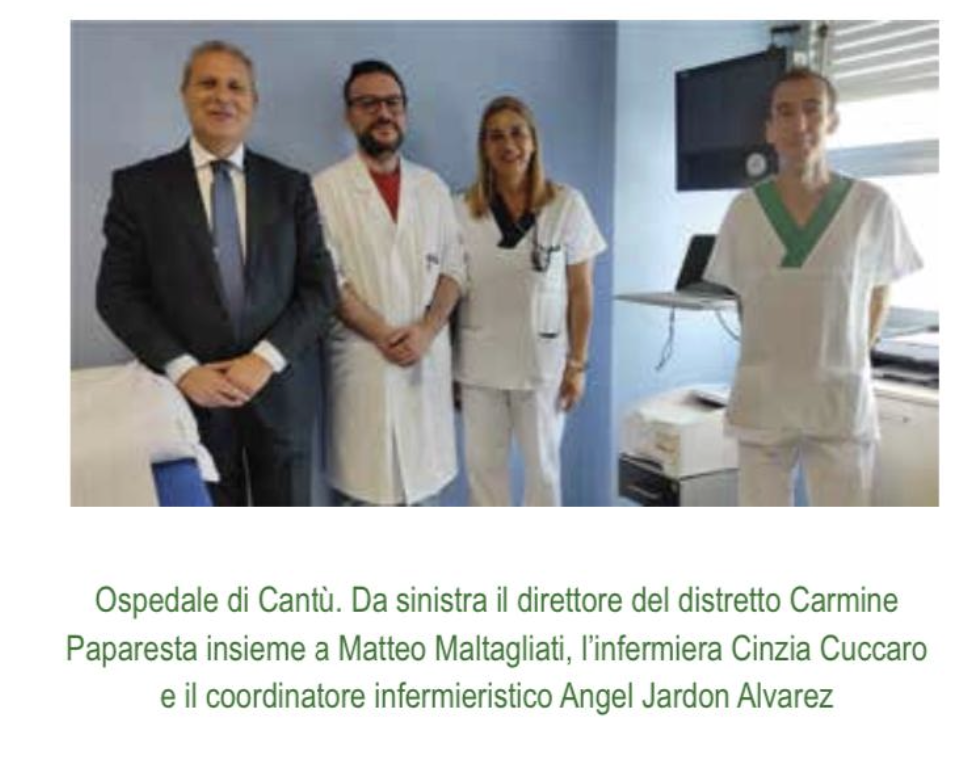 Ospedale di Cantù. Da sinistra il direttore del distretto Carmine
Paparesta insieme a Matteo Maltagliati, l’infermiera Cinzia Cuccaro
e il coordinatore infermieristico Angel Jardon Alvarez